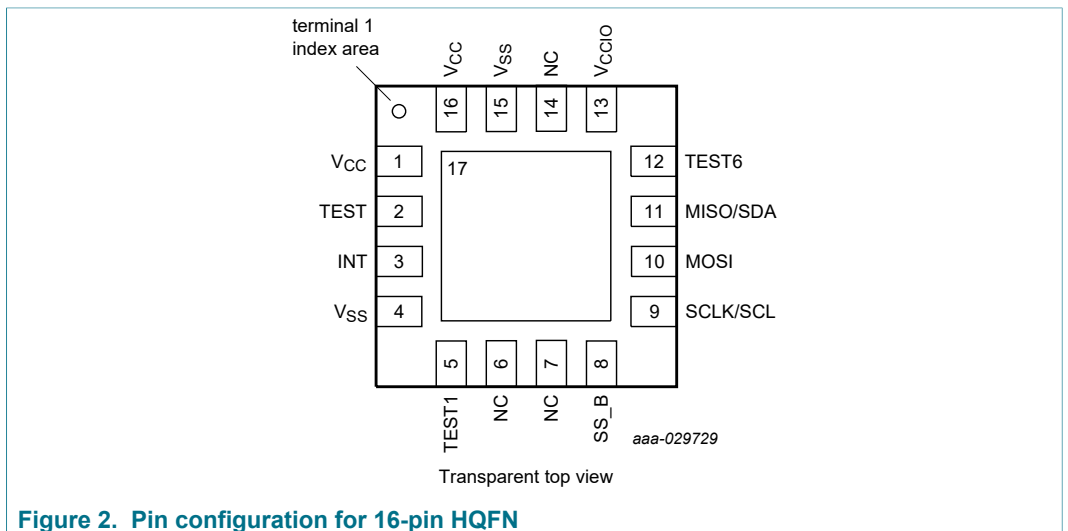 terminal 1
index area
VCC
VSS
NC
VCCIO
16
15
14
13
VCC 1
17
12 TEST6
TEST 2
11 MISO/SDA
INT 3
10 MOSI
VSS 4
9 SCLK/SCL
5
6
7
8
TEST1
NC
NC
SS_B
aaa-029729
Transparent top view
Figure 2. Pin configuration for 16-pin HQFN